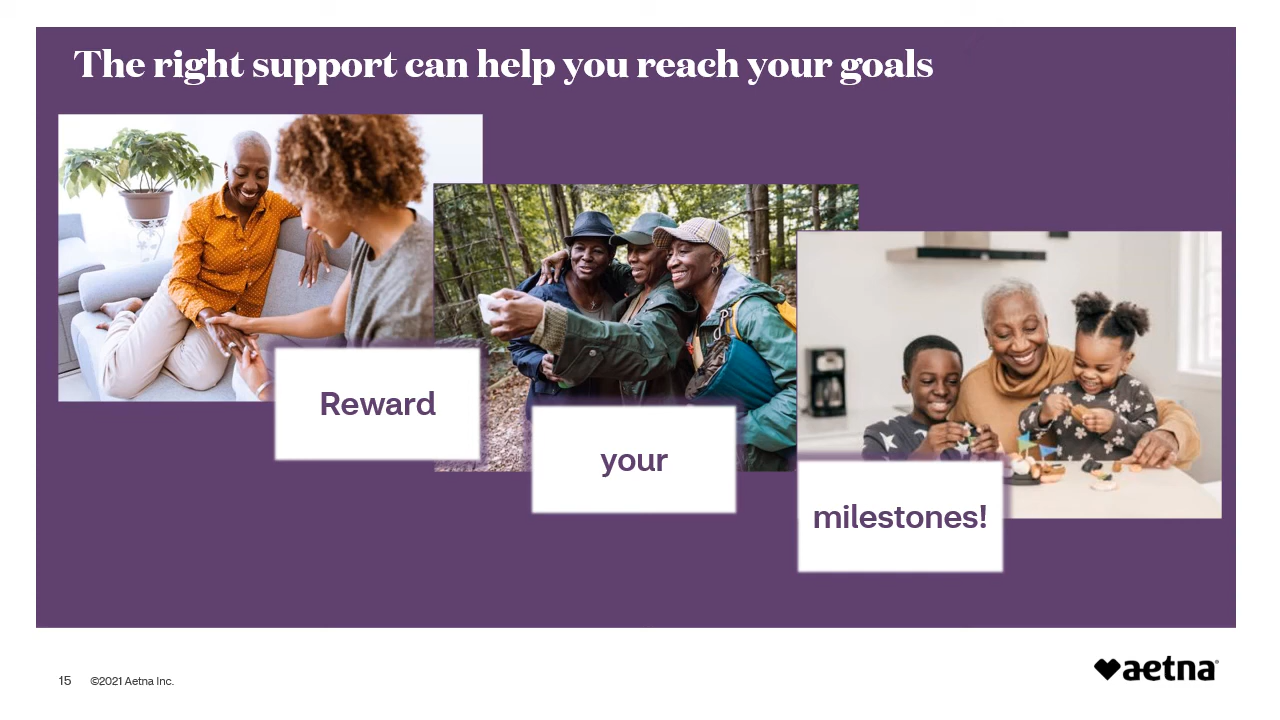 The right support can help you reach your goals
Reward
your
milestones!
15 ©2021 Aetna Inc.
aetna®